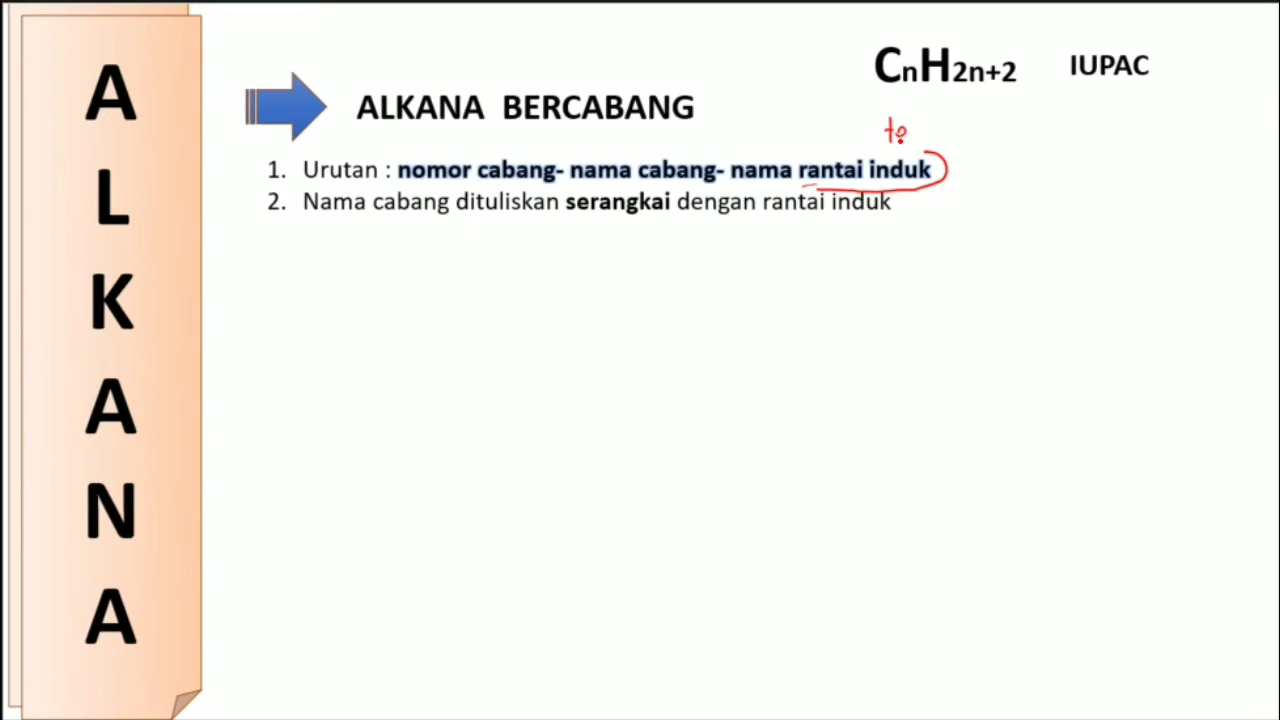 ALKANA
CnH2n+2 IUPAC
ALKANA BERCABANG
1. Urutan : nomor cabang- nama cabang- nama rantai induk
2. Nama cabang dituliskan serangkai dengan rantai induk